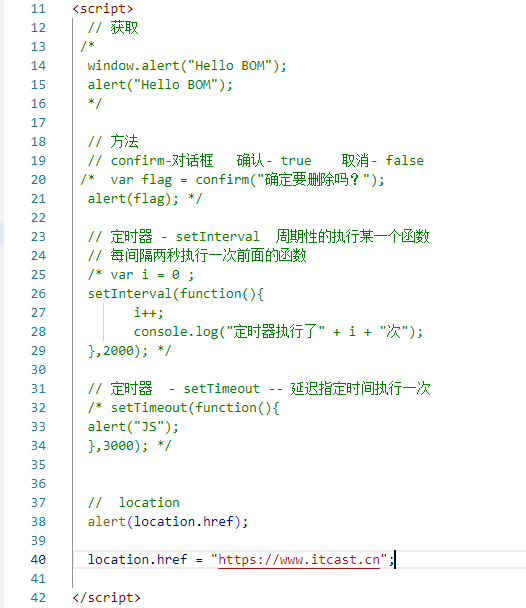 11 <script>
12 // 获取
13 /*
14 window.alert("Hello BOM");
15 alert("Hello BOM");
16 */
17
18 // 方法
19 // confirm-对话框 确认- true 取消- false
20 /* var flag = confirm("确定要删除吗？");
21 alert(flag); */
22
23 // 定时器 - setInterval 周期性的执行某一个函数
24 // 每间隔两秒执行一次前面的函数
25 /* var i = 0 ;
26 setInterval(function(){
27 i++;
28 console.log("定时器执行了" + i + "次");
29 },2000); */
30
31 // 定时器 - setTimeout -- 延迟指定时间执行一次
32 /* setTimeout(function(){
33 alert("JS");
34 },3000); */
35
36
37 // location
38 alert(location.href);
39
40 location.href = "https://www.itcast.cn";
41
42 </script>